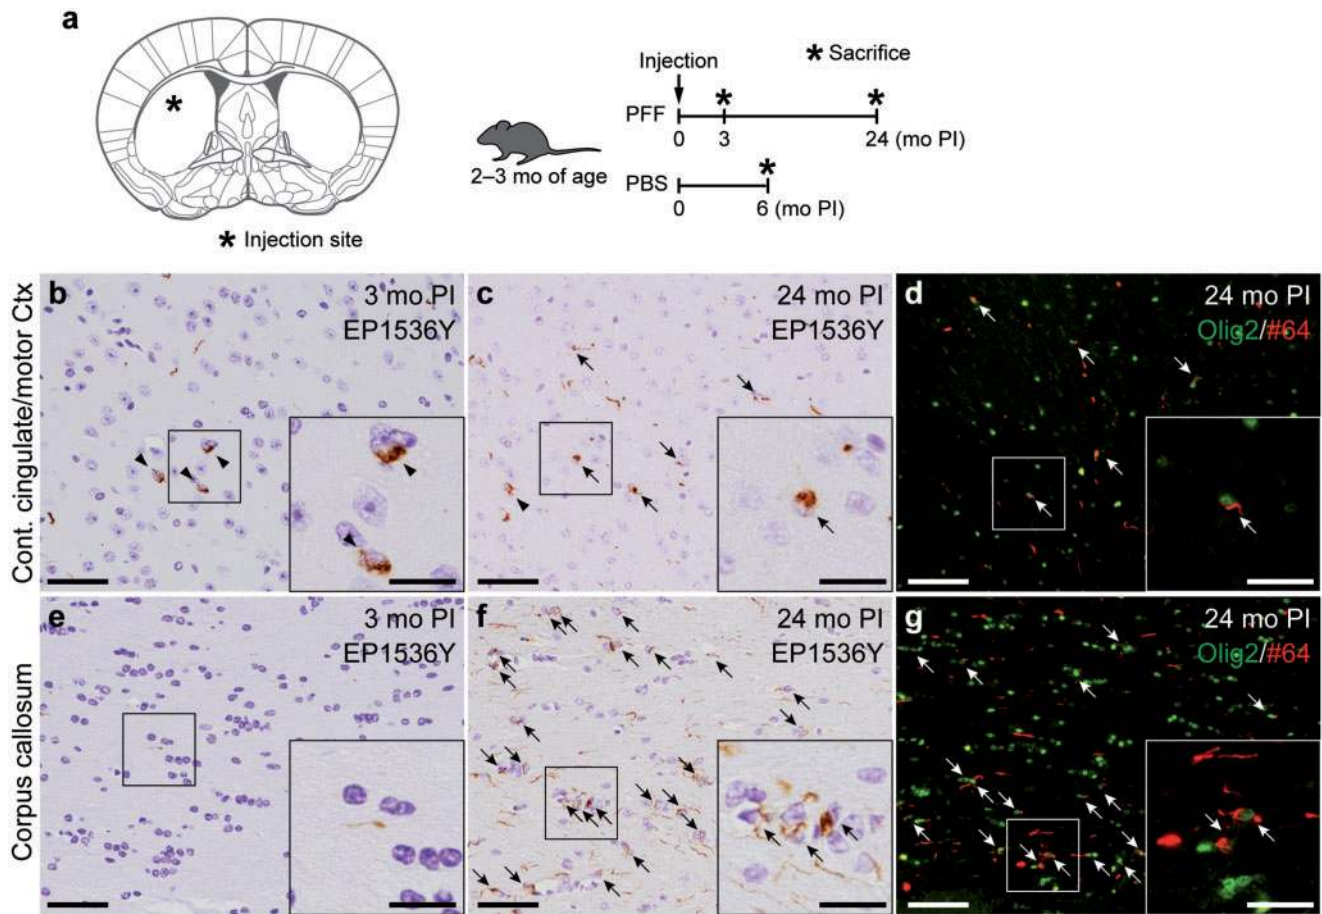 a
Injection
* Sacrifice
PFF
0 3 24 (mo PI)
2–3 mo of age
PBS
0 6 (mo PI)
* Injection site
Cont. cingulate/motor Ctx
b 3 mo PI
EP1536Y
c 24 mo PI
EP1536Y
d 24 mo PI
Olig2/#64
Corpus callosum
e 3 mo PI
EP1536Y
f 24 mo PI
EP1536Y
g 24 mo PI
Olig2/#64